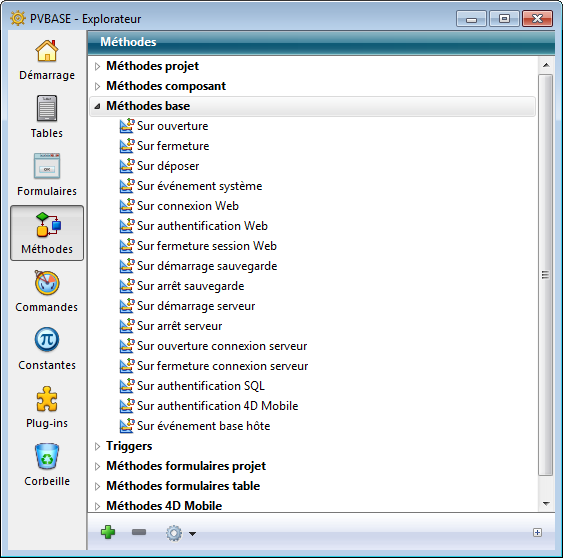 PVBASE - Explorateur
Démarrage
Tables
Formulaires
Méthodes
Commandes
Constantes
Plug-ins
Corbeille
Méthodes
Méthodes projet
Méthodes composant
Méthodes base
Sur ouverture
Sur fermeture
Sur déposer
Sur événement système
Sur connexion Web
Sur authentification Web
Sur fermeture session Web
Sur démarrage sauvegarde
Sur arrêt sauvegarde
Sur démarrage serveur
Sur arrêt serveur
Sur ouverture connexion serveur
Sur fermeture connexion serveur
Sur authentification SQL
Sur authentification 4D Mobile
Sur événement base hôte
Triggers
Méthodes formulaires projet
Méthodes formulaires table
Méthodes 4D Mobile